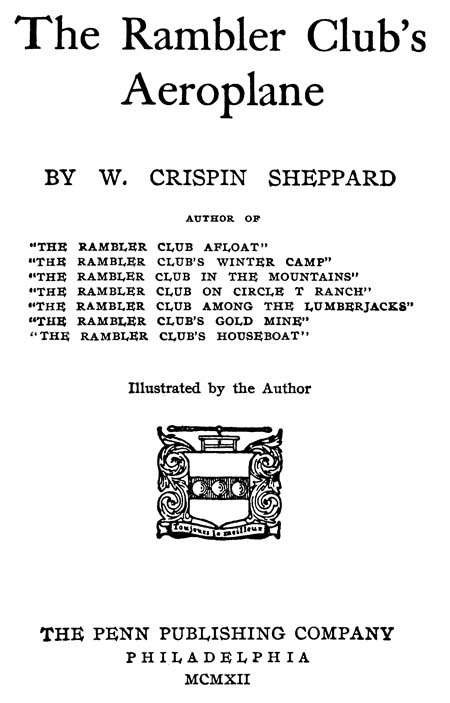 The Rambler Club's
Aeroplane
BY W. CRISPIN SHEPPARD
AUTHOR OF
"THE RAMBLER CLUB AFLOAT"
"THE RAMBLER CLUB'S WINTER CAMP"
"THE RAMBLER CLUB IN THE MOUNTAINS"
"THE RAMBLER CLUB ON CIRCLE T RANCH"
"THE RAMBLER CLUB AMONG THE LUMBERJACKS"
"THE RAMBLER CLUB'S GOLD MINE"
"THE RAMBLER CLUB'S HOUSEBOAT"
Illustrated by the Author
Toujours le meilleur
THE PENN PUBLISHING COMPANY
PHILADELPHIA
MCMXII